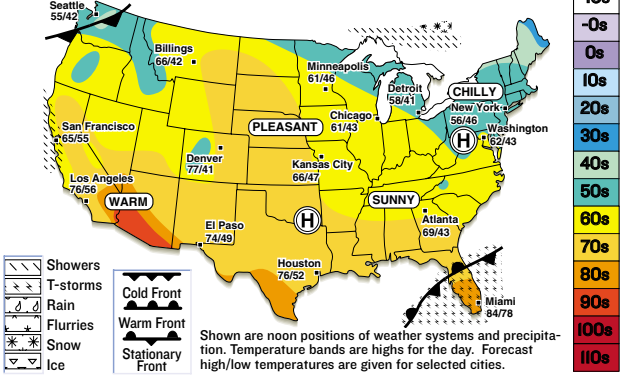 Seattle
55/42
Billings
66/42
Minneapolis
61/46
Detroit
58/41
CHILLY
New York
56/46
Washington
62/43
H
Chicago
61/43
PLEASANT
San Francisco
65/55
Denver
77/41
Kansas City
66/47
Los Angeles
76/56
WARM
H
SUNNY
Atlanta
69/43
El Paso
74/49
Houston
76/52
Miami
84/78
Showers
T-storms
Rain
Flurries
Snow
Ice
Cold Front
Warm Front
Stationary
Front
Shown are noon positions of weather systems and precipita-
tion. Temperature bands are highs for the day. Forecast
high/low temperatures are given for selected cities.
-0s
0s
10s
20s
30s
40s
50s
60s
70s
80s
90s
100s
110s